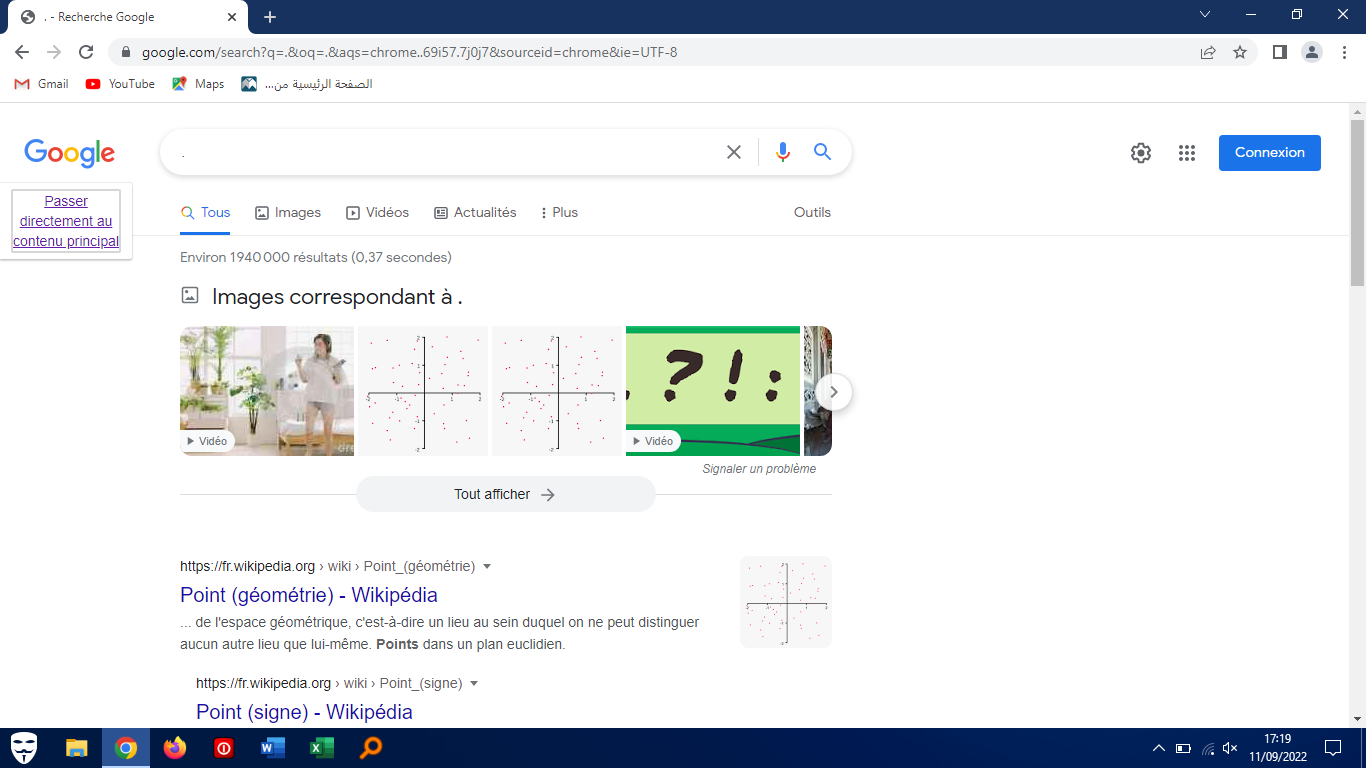 . - Recherche Google
google.com/search?q=.&oq=.&aqs=chrome..69i57.7j0j7&sourceid=chrome&ie=UTF-8
Gmail YouTube Maps الصفحة الرئيسية من...
Google . Connexion
Passer
directement au
contenu principal
Tous Images Vidéos Actualités Plus Outils
Environ 1 940 000 résultats (0,37 secondes)
Images correspondant à .
. ? ! :
Vidéo Vidéo
Signaler un problème
Tout afficher
https://fr.wikipedia.org › wiki › Point_(géométrie)
Point (géométrie) - Wikipédia
... de l'espace géométrique, c'est-à-dire un lieu au sein duquel on ne peut distinguer
aucun autre lieu que lui-même. Points dans un plan euclidien.
https://fr.wikipedia.org › wiki › Point_(signe)
Point (signe) - Wikipédia
17:19
11/09/2022